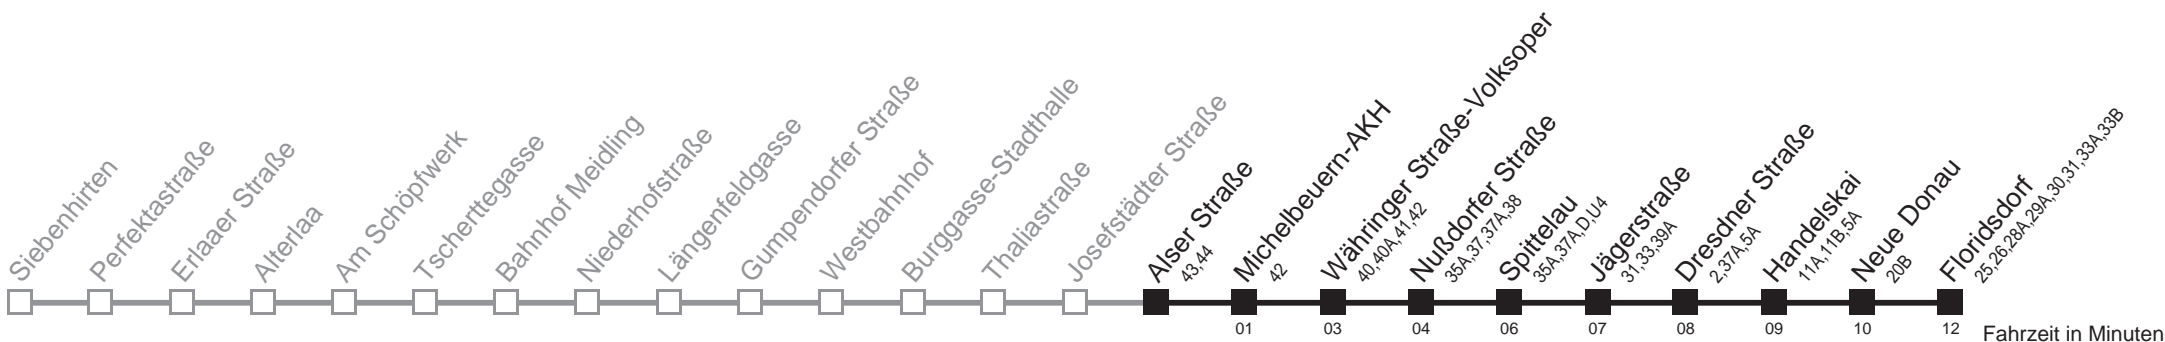 Siebenhirten
Perfektastraße
Erlaaer Straße
Alterlaa
Am Schöpfwerk
Tscherttegasse
Bahnhof Meidling
Niederhofstraße
Längenfeldgasse
Gumpendorfer Straße
Westbahnhof
Burggasse-Stadthalle
Thaliastraße
Josefstädter Straße
Alser Straße
43,44
Michelbeuern-AKH
42
Währinger Straße-Volksoper
40,40A,41,42
Nußdorfer Straße
35A,37,37A,38
Spittelau
35A,37A,D,U4
Jägerstraße
31,33,39A
Dresdner Straße
2,37A,5A
Handelskai
11A,11B,5A
Neue Donau
20B
Floridsdorf
25,26,28A,29A,30,31,33A,33B
01
03
04
06
07
08
09
10
12
Fahrzeit in Minuten